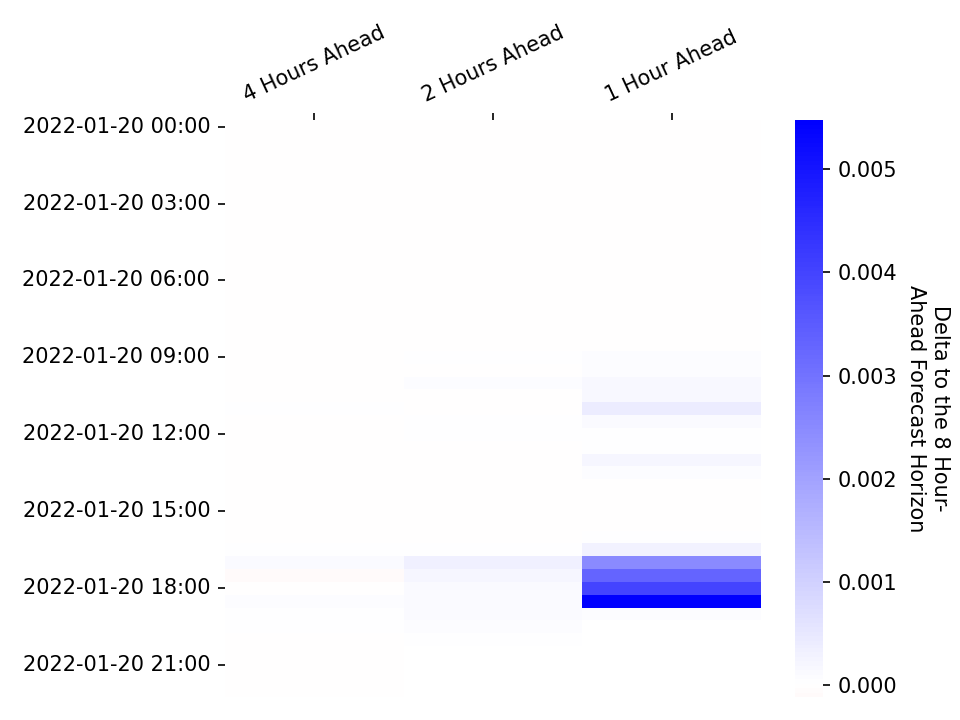 4 Hours Ahead
2 Hours Ahead
1 Hour Ahead
2022-01-20 00:00
2022-01-20 03:00
2022-01-20 06:00
2022-01-20 09:00
2022-01-20 12:00
2022-01-20 15:00
2022-01-20 18:00
2022-01-20 21:00
0.005
0.004
0.003
0.002
0.001
0.000
Delta to the 8 Hour-
Ahead Forecast Horizon